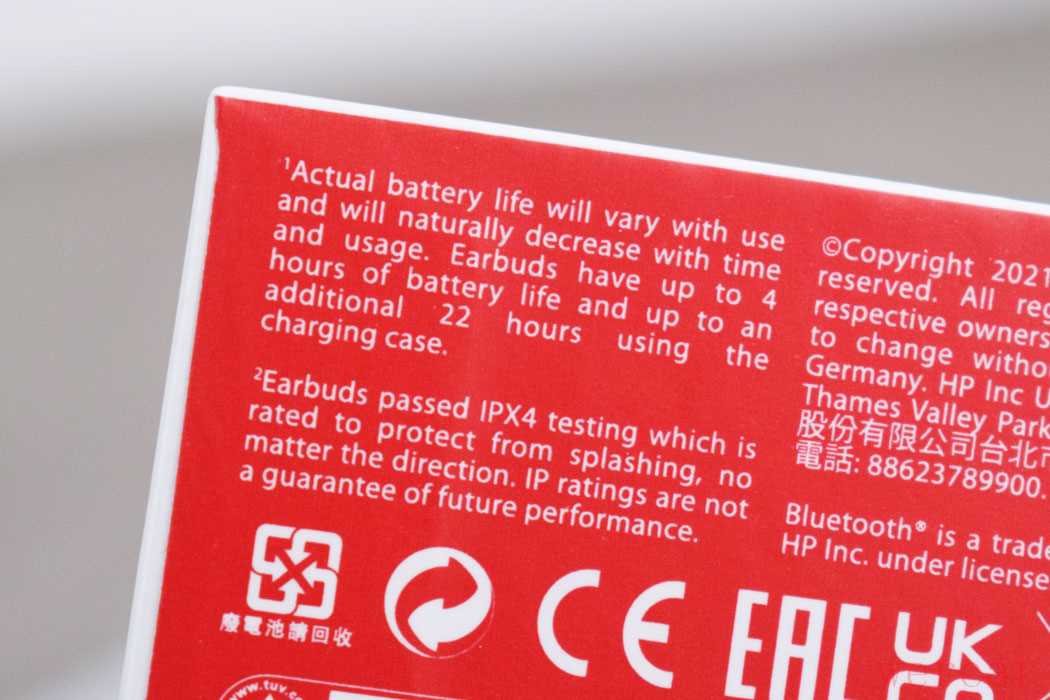 ¹Actual battery life will vary with use
and will naturally decrease with time
and usage. Earbuds have up to 4
hours of battery life and up to an
additional 22 hours using the
charging case.
²Earbuds passed IPX4 testing which is
rated to protect from splashing, no
matter the direction. IP ratings are not
a guarantee of future performance.
©Copyright 2021
reserved. All
respective owners
to change
Germany. HP Inc
Thames Valley Park
股份有限公司台北市
電話: 88623789900.
Bluetooth® is a
HP Inc. under license
廢電池請回收
CE
EAC
UK
www.tuv.